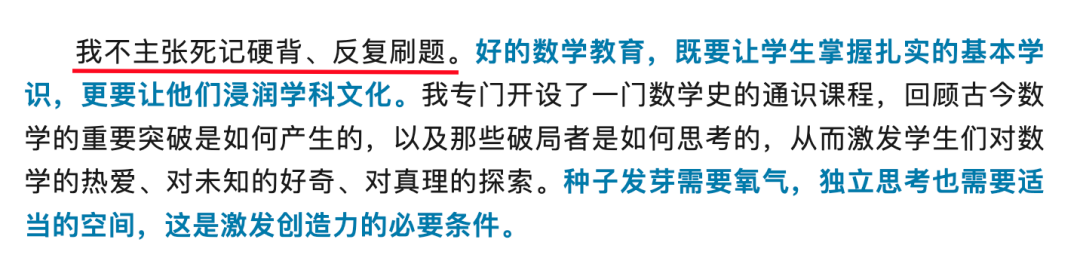 我不主张死记硬背、反复刷题。好的数学教育，既要让学生掌握扎实的基本学
识，更要让他们浸润学科文化。我专门开设了一门数学史的通识课程，回顾古今数
学的重要突破是如何产生的，以及那些破局者是如何思考的，从而激发学生们对数
学的热爱、对未知的好奇、对真理的探索。种子发芽需要氧气，独立思考也需要适
当的空间，这是激发创造力的必要条件。